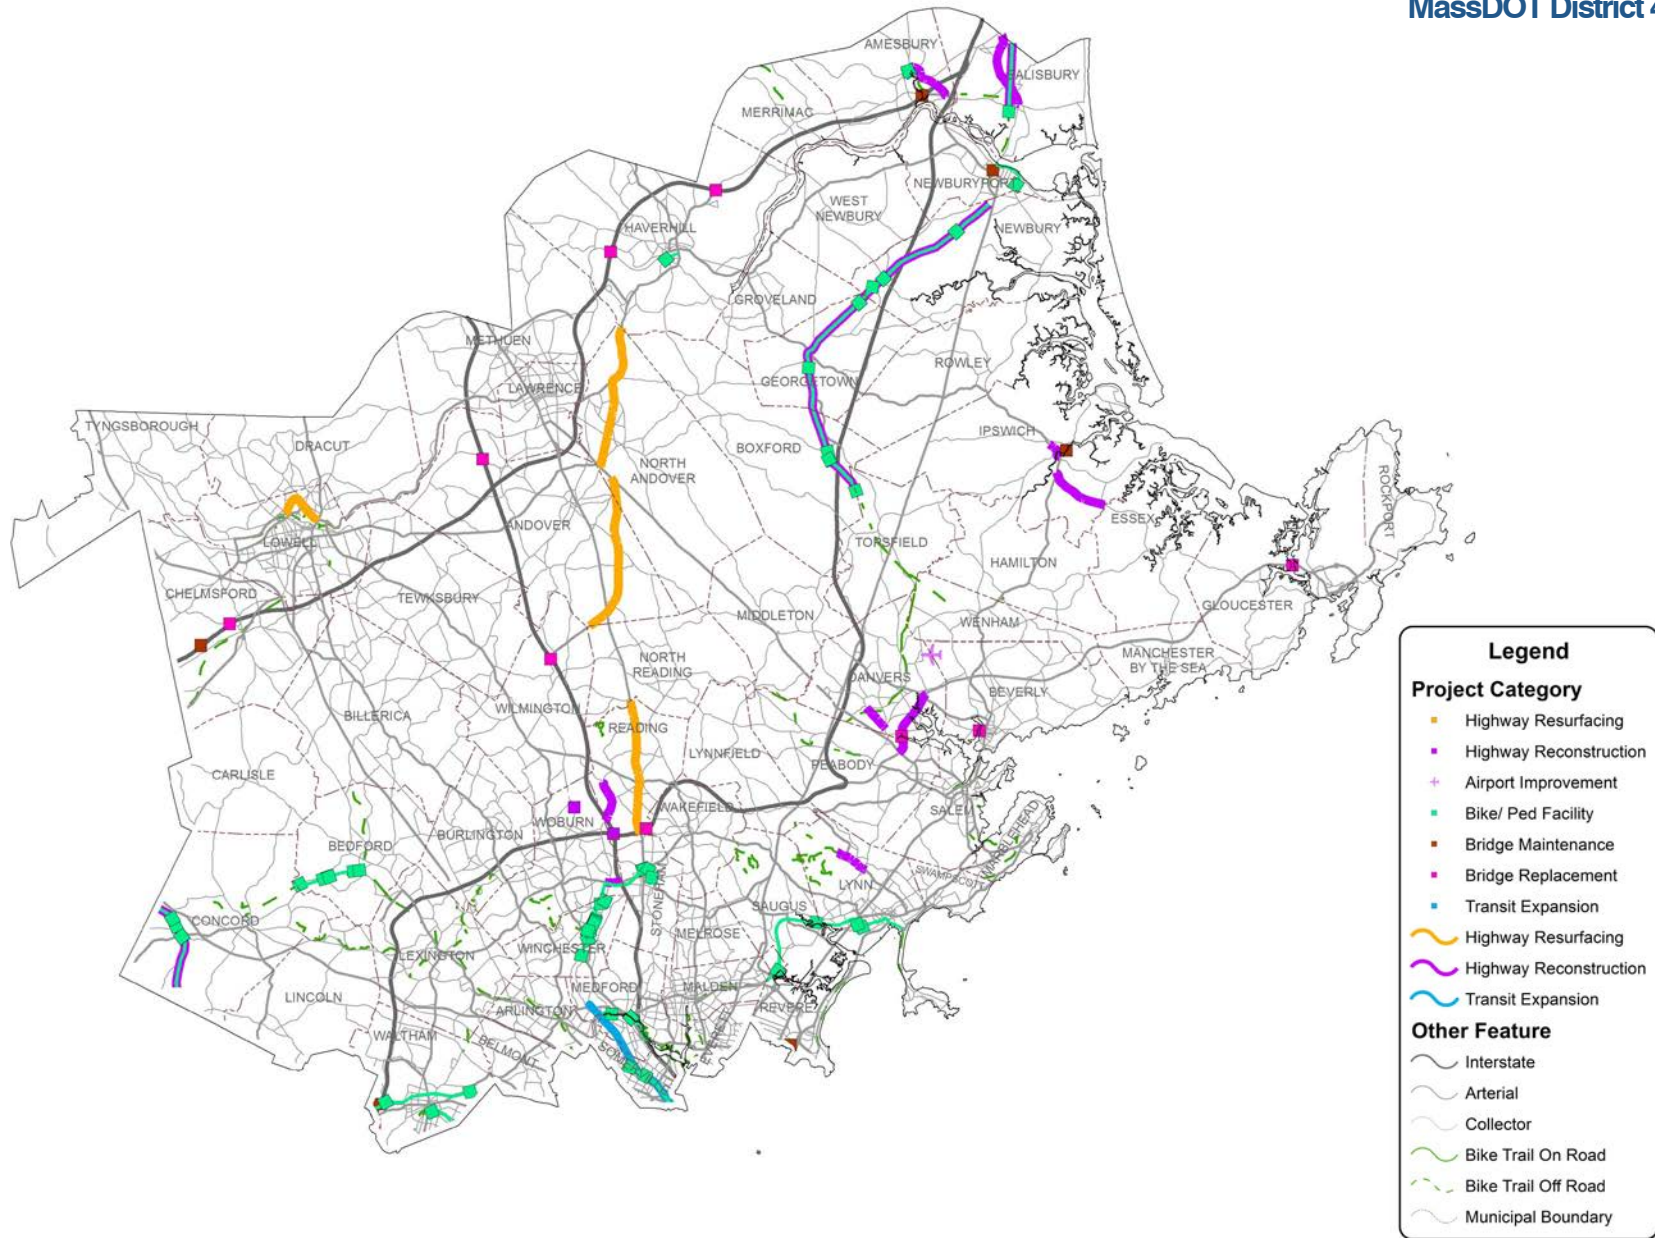 MassDOT District 4
AMESBURY
SALISBURY
MERRIMAC
NEWBURYPORT
WEST
NEWBURY
HAVERHILL
NEWBURY
GROVELAND
METHUEN
ROWLEY
GEORGETOWN
LAWRENCE
TYNGSBOROUGH
IPSWICH
DRACUT
BOXFORD
NORTH
ANDOVER
ROCKPORT
ESSEX
ANDOVER
LOWELL
TOPSFIELD
HAMILTON
CHELMSFORD
TEWKSBURY
GLOUCESTER
MIDDLETON
WENHAM
MANCHESTER
BY THE SEA
NORTH
READING
DANVERS
BEVERLY
WILMINGTON
BILLERICA
READING
LYNNFIELD
PEABODY
CARLISLE
WAKEFIELD
SALEM
WOBURN
BURLINGTON
MARBLEHEAD
BEDFORD
SWAMPSCOTT
LYNN
STONEHAM
SAUGUS
CONCORD
MELROSE
WINCHESTER
LEXINGTON
MEDFORD
MALDEN
LINCOLN
REVERE
ARLINGTON
EVERETT
WALTHAM
BELMONT
Legend
Project Category
Highway Resurfacing
Highway Reconstruction
Airport Improvement
Bike/ Ped Facility
Bridge Maintenance
Bridge Replacement
Transit Expansion
Highway Resurfacing
Highway Reconstruction
Transit Expansion
Other Feature
Interstate
Arterial
Collector
Bike Trail On Road
Bike Trail Off Road
Municipal Boundary